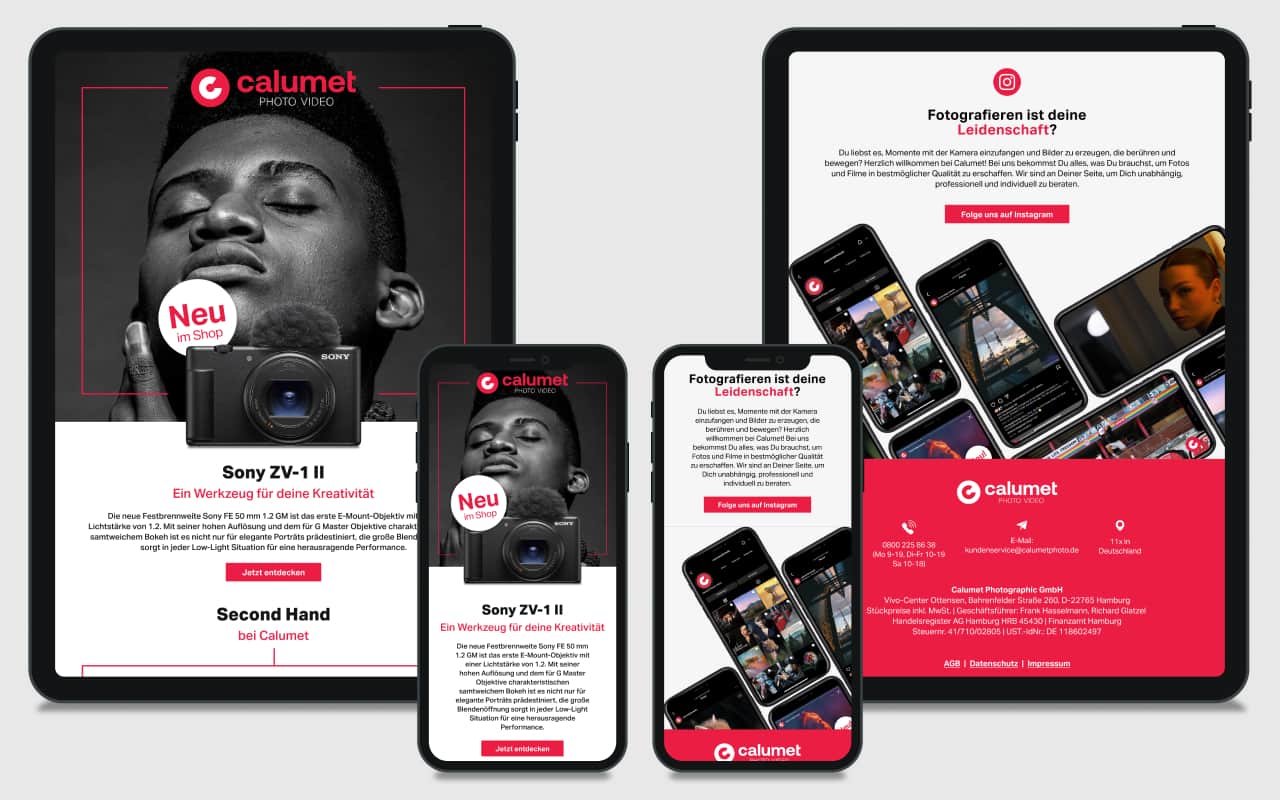 calumet
PHOTO VIDEO
Neu
im Shop
SONY
Sony ZV-1 II
Ein Werkzeug für deine Kreativität
Die neue Festbrennweite Sony FE 50 mm 1.2 GM ist das erste E-Mount-Objektiv mit
Lichtstärke von 1.2. Mit seiner hohen Auflösung und dem für G Master Objektive
samtweichem Bokeh ist es nicht nur für elegante Porträts prädestiniert, die große
sorgt in jeder Low-Light Situation für eine herausragende Performance.
Jetzt entdecken
Second Hand
bei Calumet
calumet
PHOTO VIDEO
Neu
im Shop
SONY
Sony ZV-1 II
Ein Werkzeug für deine Kreativität
Die neue Festbrennweite Sony FE 50 mm
1.2 GM ist das erste E-Mount-Objektiv mit
einer Lichtstärke von 1.2. Mit seiner
hohen Auflösung und dem für G Master
Objektive charakteristischen
samtweichem Bokeh ist es nicht nur für
elegante Porträts prädestiniert, die große
Blendenöffnung sorgt in jeder Low-Light
Situation für eine herausragende
Performance.
Jetzt entdecken
Fotografieren ist deine
Leidenschaft?
Du liebst es, Momente mit der Kamera
einzufangen und Bilder zu erzeugen, die
berühren und bewegen? Herzlich
willkommen bei Calumet! Bei uns
bekommst Du alles, was Du brauchst, um
Fotos und Filme in bestmöglicher Qualität
zu erschaffen. Wir sind an Deiner Seite, um
Dich unabhängig, professionell und
individuell zu beraten.
Folge uns auf Instagram
calumet
Fotografieren ist deine
Leidenschaft?
Du liebst es, Momente mit der Kamera einzufangen und Bilder zu erzeugen, die berühren und
bewegen? Herzlich willkommen bei Calumet! Bei uns bekommst Du alles, was Du brauchst, um Fotos
und Filme in bestmöglicher Qualität zu erschaffen. Wir sind an Deiner Seite, um Dich unabhängig,
professionell und individuell zu beraten.
Folge uns auf Instagram
calumet
PHOTO VIDEO
0800 225 86 38
(Mo 9-19, Di-Fr 10-19
Sa 10-18)
E-Mail:
kundenservice@calumetphoto.de
11x in
Deutschland
Calumet Photographic GmbH
Vivo-Center Ottensen, Bahrenfelder Straße 260, D-22765 Hamburg
Stückpreise inkl. MwSt. | Geschäftsführer: Frank Hasselmann, Richard Glatzel
Handelsregister AG Hamburg HRB 45430 | Finanzamt Hamburg
Steuernr. 41/710/02805 | UST.-IdNr.: DE 118602497
AGB | Datenschutz | Impressum